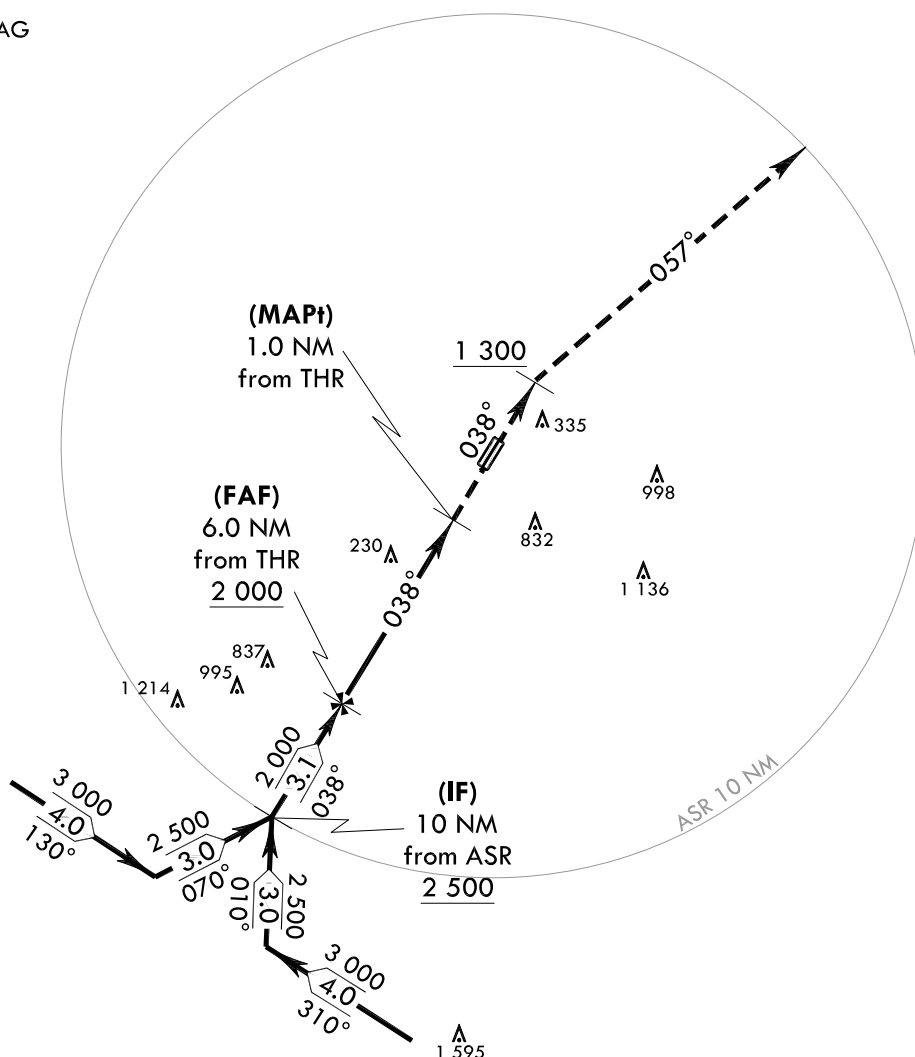 AG
057°
(MAPt)
1.0 NM
from THR
1 300
038°
335
998
(FAF)
6.0 NM
from THR
2 000
230
832
1 136
038°
837
995
1 214
2 000
3.1
038°
(IF)
10 NM
from ASR
2 500
ASR 10 NM
3 000
4.0
130°
2 500
3.0
070°
2 500
3.0
010°
3 000
4.0
310°
1 595